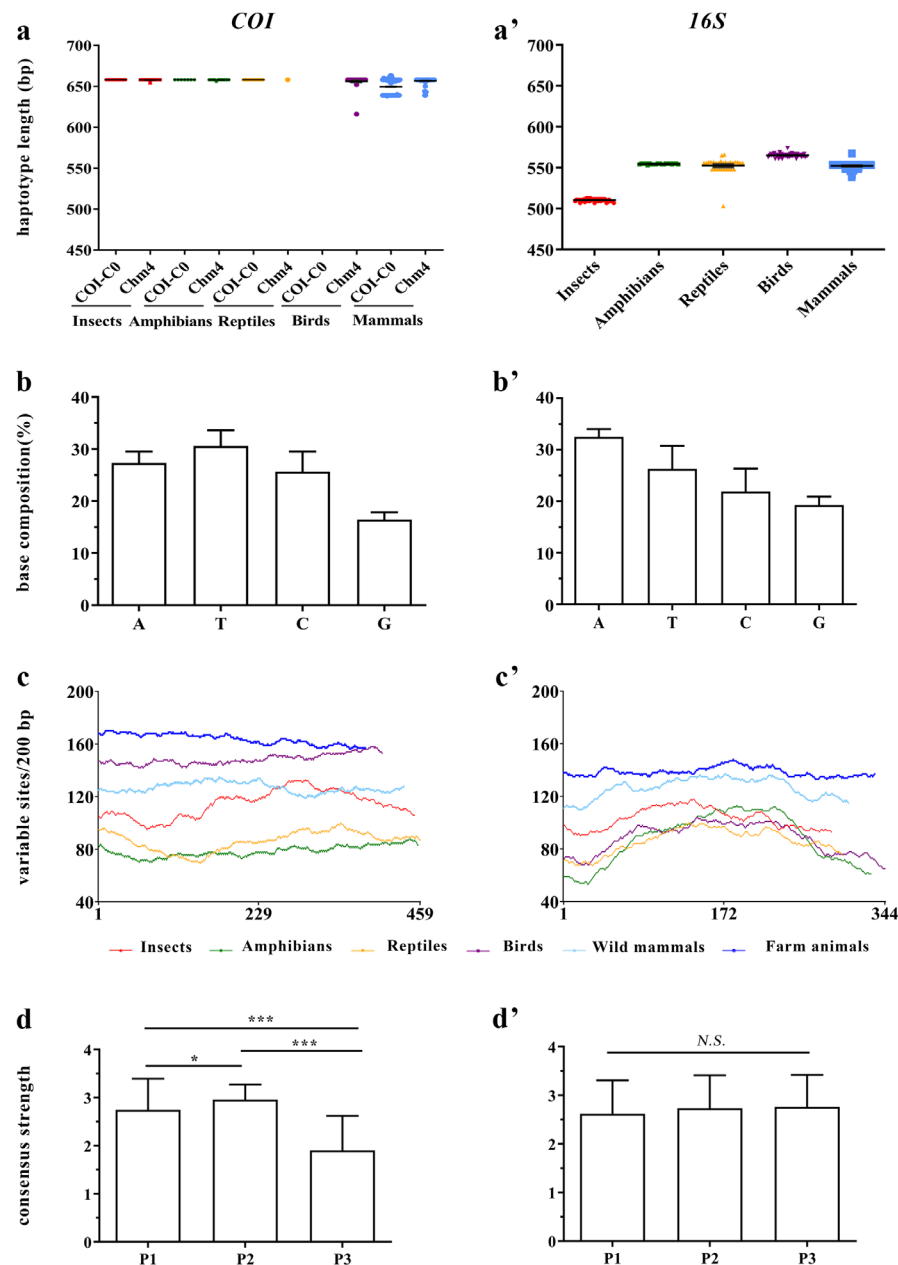 COI
16S
a
a'
haptotype length (bp)
700
650
600
550
500
450
COI-C0
Chm4
COI-C0
Chm4
COI-C0
Chm4
COI-C0
Chm4
COI-C0
Chm4
Insects
Amphibians
Reptiles
Birds
Mammals
700
650
600
550
500
450
Insects
Amphibians
Reptiles
Birds
Mammals
b
b'
base composition(%)
40
30
20
10
0
A
T
C
G
40
30
20
10
0
A
T
C
G
c
c'
variable sites/200 bp
200
160
120
80
40
1
229
459
200
160
120
80
40
1
172
344
Insects
Amphibians
Reptiles
Birds
Wild mammals
Farm animals
d
d'
consensus strength
***
*
***
4
3
2
1
0
P1
P2
P3
N.S.
4
3
2
1
0
P1
P2
P3